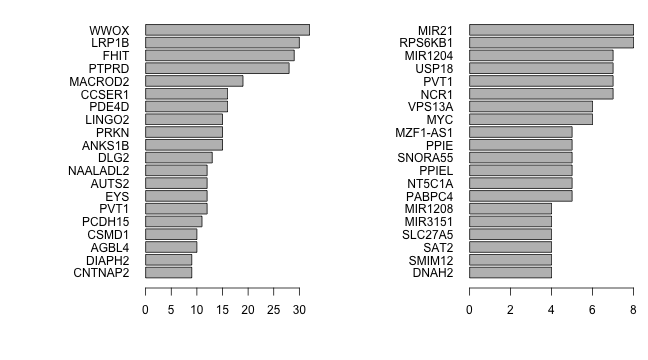 WWOX
LRP1B
FHIT
PTPRD
MACROD2
CCSER1
PDE4D
LINGO2
PRKN
ANKS1B
DLG2
NAALADL2
AUTS2
EYS
PVT1
PCDH15
CSMD1
AGBL4
DIAPH2
CNTNAP2
0 5 10 15 20 25 30
MIR21
RPS6KB1
MIR1204
USP18
PVT1
NCR1
VPS13A
MYC
MZF1-AS1
PPIE
SNORA55
PPIEL
NT5C1A
PABPC4
MIR1208
MIR3151
SLC27A5
SAT2
SMIM12
DNAH2
0 2 4 6 8